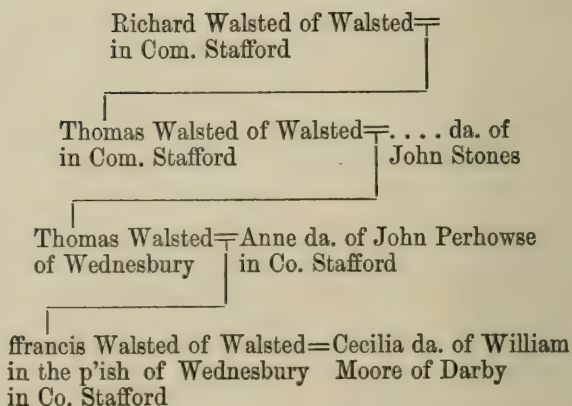 Richard Walsted of Walsted=
in Com. Stafford
Thomas Walsted of Walsted=. . . . da. of
in Com. Stafford John Stones
Thomas Walsted=Anne da. of John Perhowse
of Wednesbury in Co. Stafford
ffrancis Walsted of Walsted=Cecilia da. of William
in the p'ish of Wednesbury Moore of Darby
in Co. Stafford